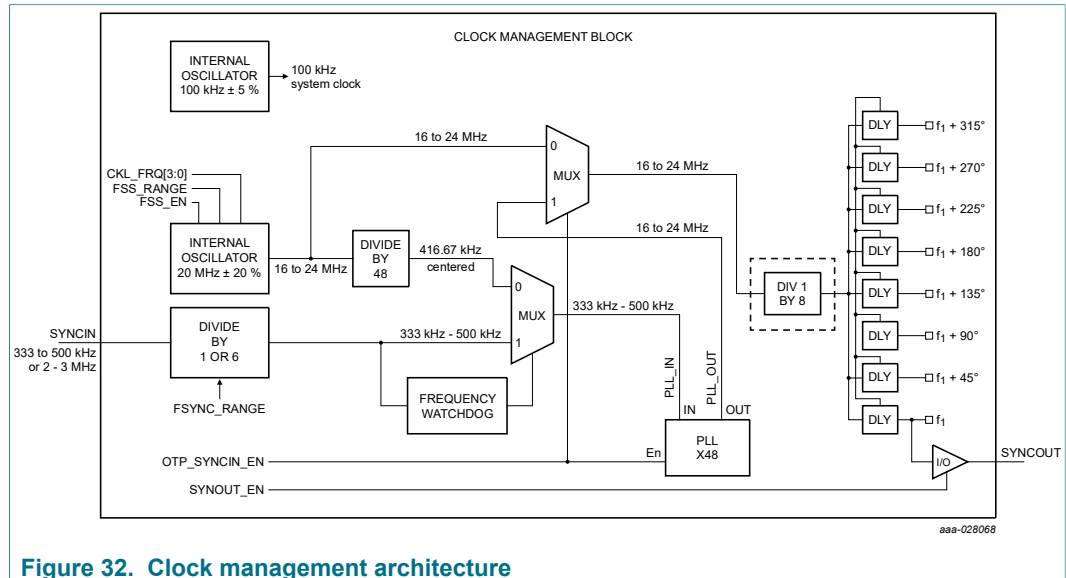 CLOCK MANAGEMENT BLOCK
INTERNAL
OSCILLATOR
100 kHz ± 5 %
100 kHz
system clock
CKL_FRQ[3:0]
FSS_RANGE
FSS_EN
INTERNAL
OSCILLATOR
20 MHz ± 20 %
16 to 24 MHz
16 to 24 MHz
DIVIDE
BY
48
416.67 kHz
centered
0
MUX
1
16 to 24 MHz
16 to 24 MHz
SYNCIN
333 to 500 kHz
or 2 - 3 MHz
DIVIDE
BY
1 OR 6
FSYNC_RANGE
333 kHz - 500 kHz
0
MUX
1
333 kHz - 500 kHz
FREQUENCY
WATCHDOG
PLL_IN
PLL_OUT
IN
OUT
En
PLL
X48
OTP_SYNCIN_EN
SYNOUT_EN
DIV 1
BY 8
DLY
f1 + 315°
DLY
f1 + 270°
DLY
f1 + 225°
DLY
f1 + 180°
DLY
f1 + 135°
DLY
f1 + 90°
DLY
f1 + 45°
DLY
f1
I/O
SYNCOUT
aaa-028068
Figure 32. Clock management architecture